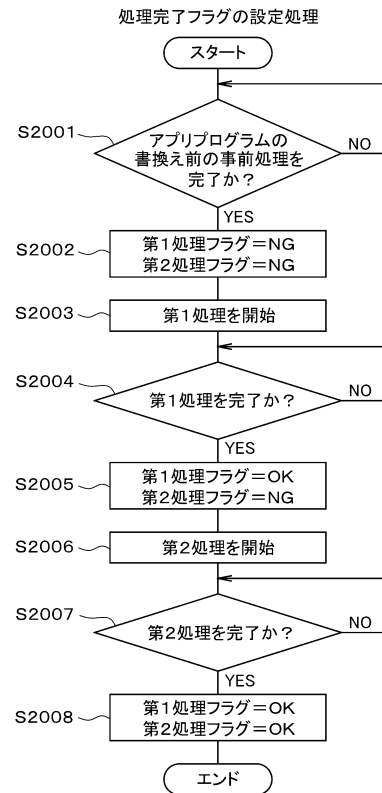 処理完了フラグの設定処理
スタート
S2001
アプリプログラムの
書換え前の事前処理を
完了か？
NO
YES
S2002
第1処理フラグ＝NG
第2処理フラグ＝NG
S2003
第1処理を開始
S2004
第1処理を完了か？
NO
YES
S2005
第1処理フラグ＝OK
第2処理フラグ＝NG
S2006
第2処理を開始
S2007
第2処理を完了か？
NO
YES
S2008
第1処理フラグ＝OK
第2処理フラグ＝OK
エンド